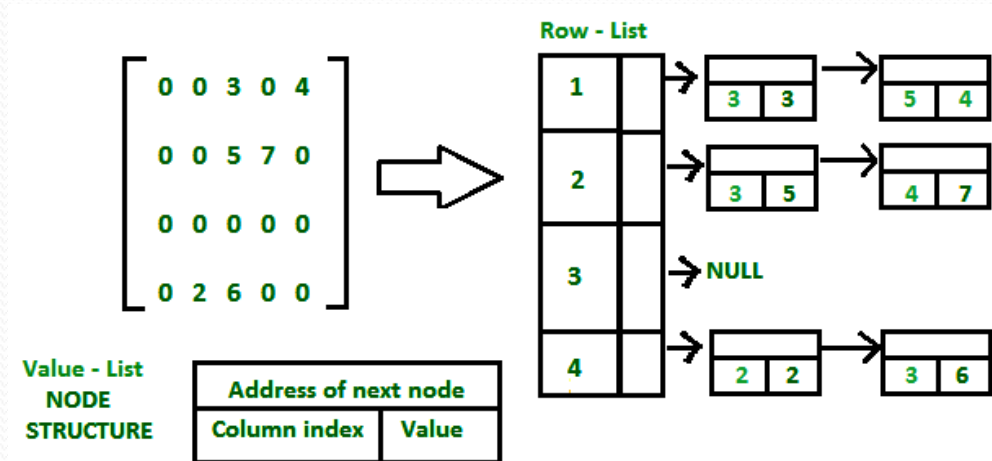 0 0 3 0 4
0 0 5 7 0
0 0 0 0 0
0 2 6 0 0
Row - List
1
3 3
5 4
2
3 5
4 7
3
NULL
4
2 2
3 6
Value - List
NODE
STRUCTURE
Address of next node
Column index Value